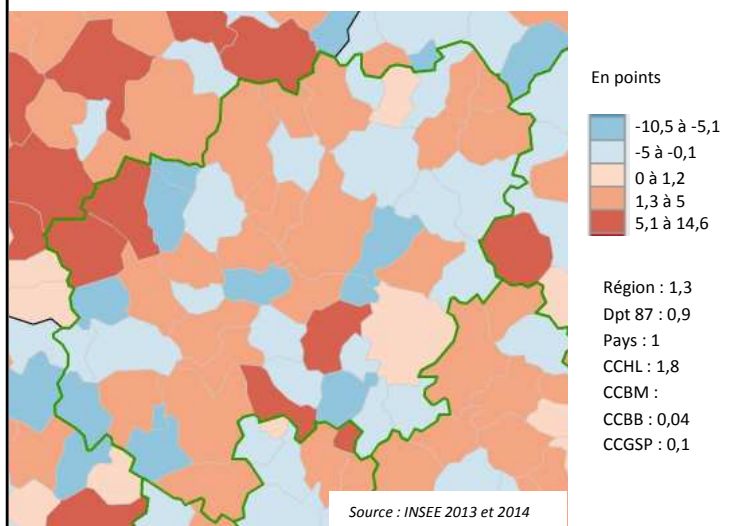 En points
-10,5 à -5,1
-5 à -0,1
0 à 1,2
1,3 à 5
5,1 à 14,6
Région : 1,3
Dpt 87 : 0,9
Pays : 1
CCHL : 1,8
CCBM :
CCBB : 0,04
CCGSP : 0,1
Source : INSEE 2013 et 2014